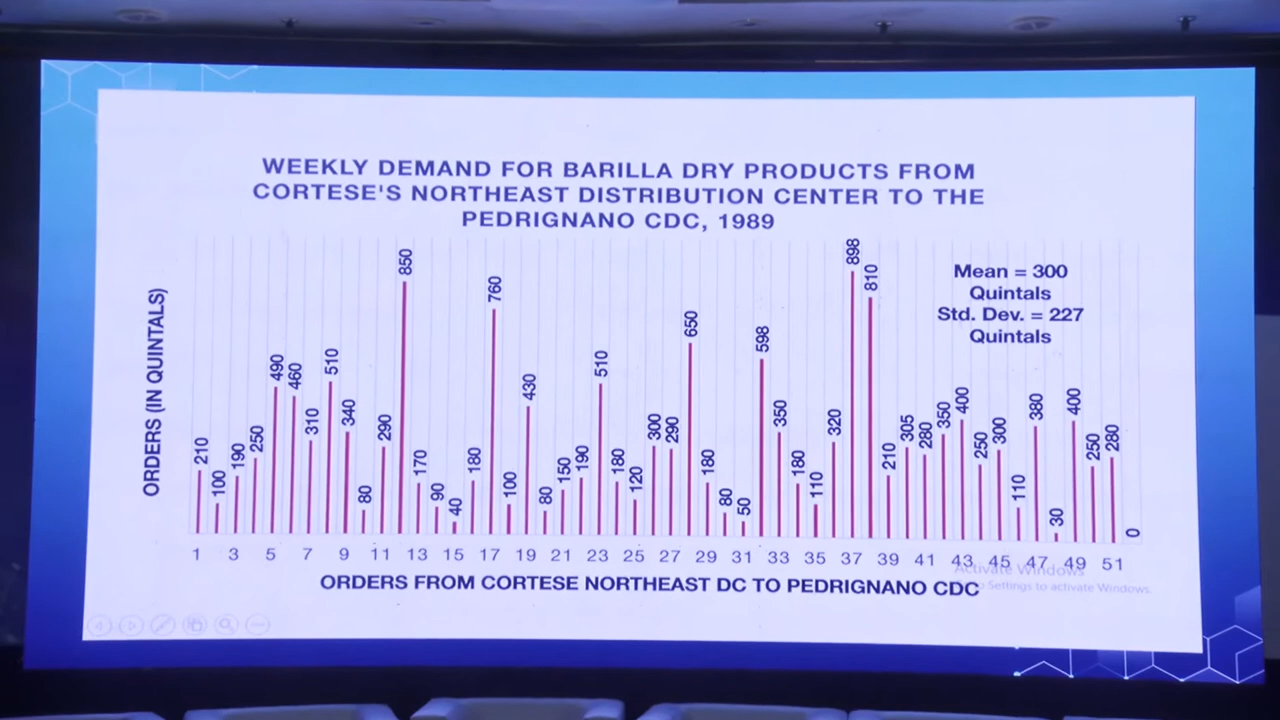 WEEKLY DEMAND FOR BARILLA DRY PRODUCTS FROM
CORTESE'S NORTHEAST DISTRIBUTION CENTER TO THE
PEDRIGNANO CDC, 1989
Mean = 300
Quintals
Std. Dev. = 227
Quintals
ORDERS (IN QUINTALS)
210 100 190 250 490 460 310 510 340 80 290 850 170 90 40 180 760 100 430 80 150 190 510 180 120 300 290 650 180 80 50 598 350 180 110 320 898 810 210 305 280 350 400 250 300 110 380 30 400 250 280 0
1 3 5 7 9 11 13 15 17 19 21 23 25 27 29 31 33 35 37 39 41 43 45 47 49 51
ORDERS FROM CORTESE NORTHEAST DC TO PEDRIGNANO CDC
Activate Windows
Settings to activate Windows.